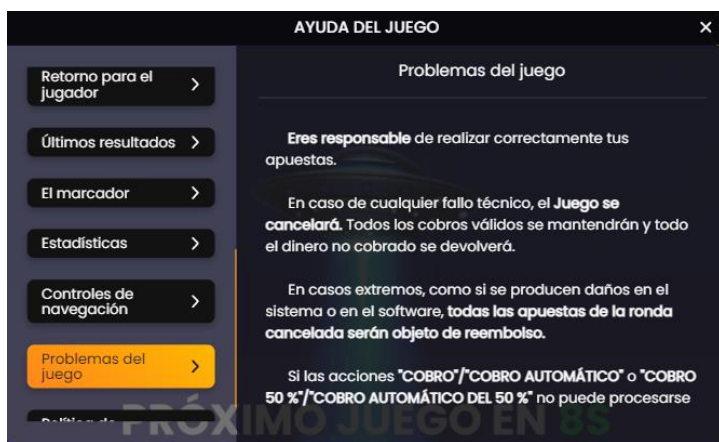 AYUDA DEL JUEGO
Retorno para el
jugador
Últimos resultados
El marcador
Estadísticas
Controles de
navegación
Problemas del
juego
Política de
Problemas del juego
Eres responsable de realizar correctamente tus
apuestas.
En caso de cualquier fallo técnico, el Juego se
cancelará. Todos los cobros válidos se mantendrán y todo
el dinero no cobrado se devolverá.
En casos extremos, como si se producen daños en el
sistema o en el software, todas las apuestas de la ronda
cancelada serán objeto de reembolso.
Si las acciones "COBRO"/"COBRO AUTOMÁTICO" o "COBRO
50 %"/"COBRO AUTOMÁTICO DEL 50 %" no puede procesarse
PRÓXIMO JUEGO EN 8S